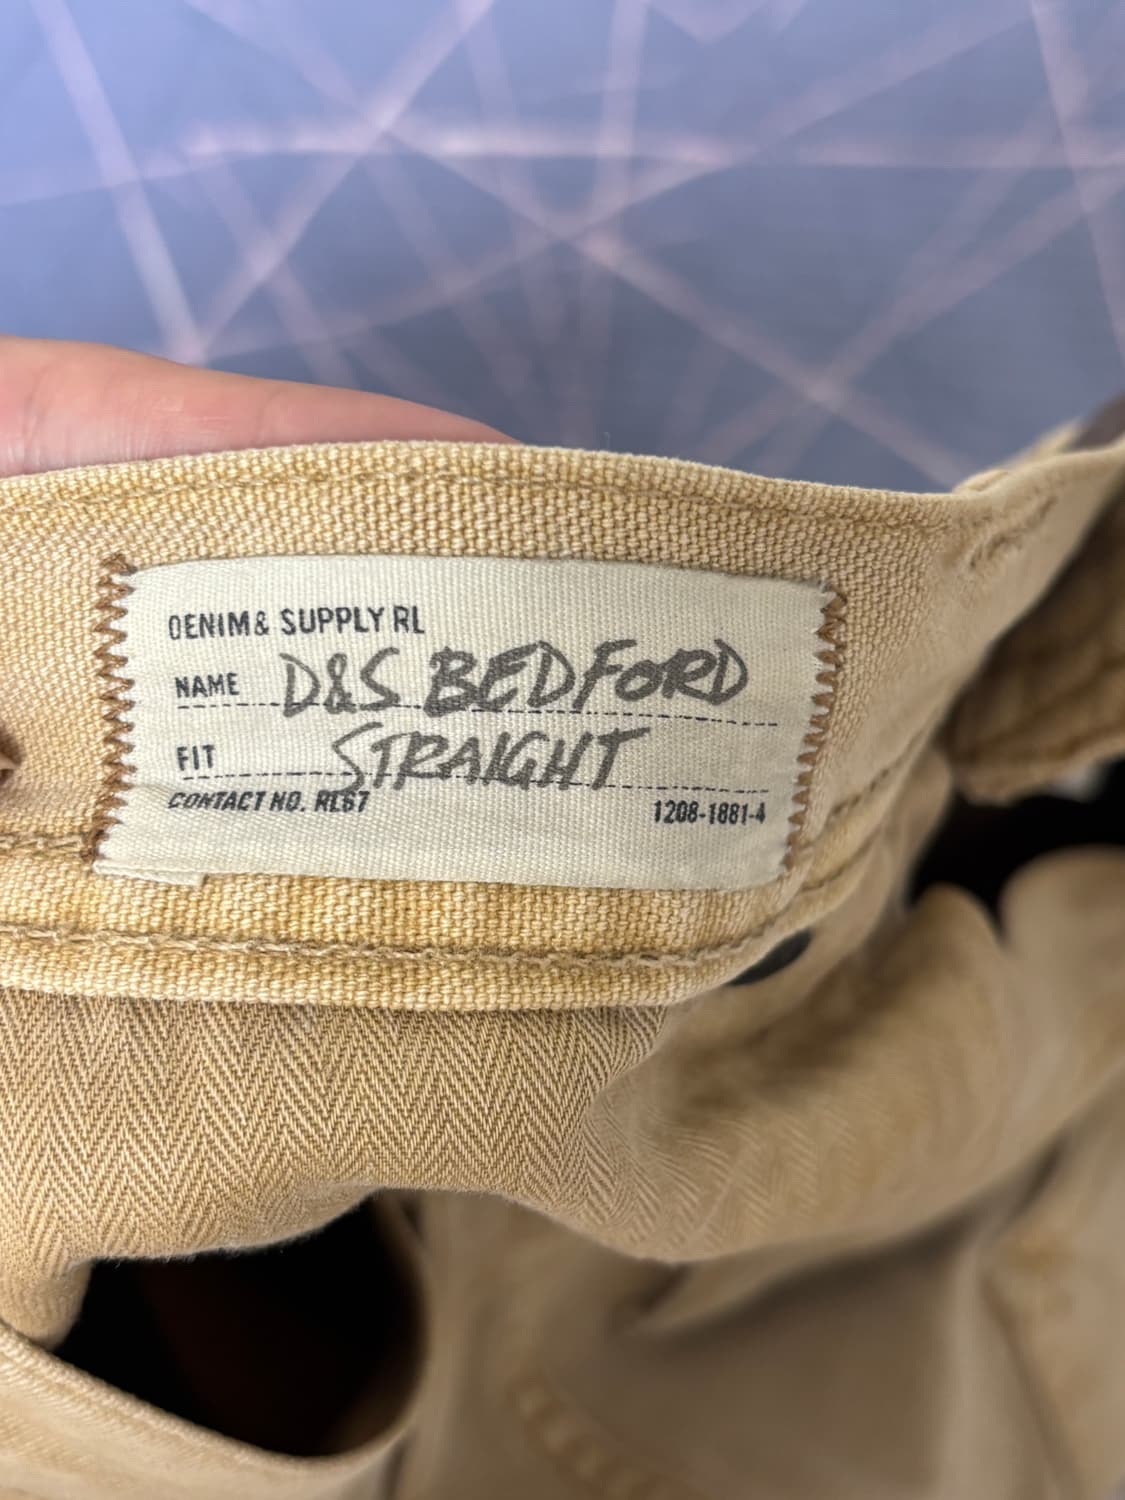 DENIM & SUPPLY RL
NAME D&S BEDFORD
FIT STRAIGHT
CONTACT NO. RL67 1208-1881-4